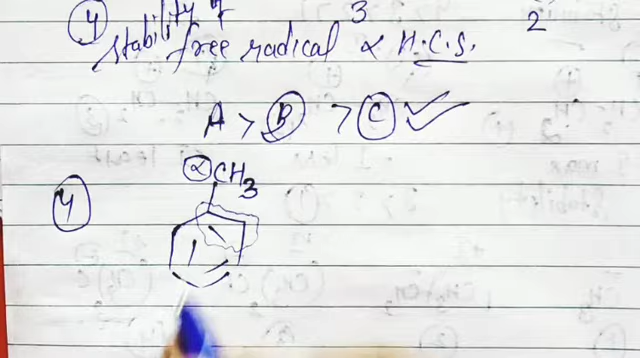 4 stability of
free radical ∝ H.C.S.
3 2
A > B > C
4
α CH3